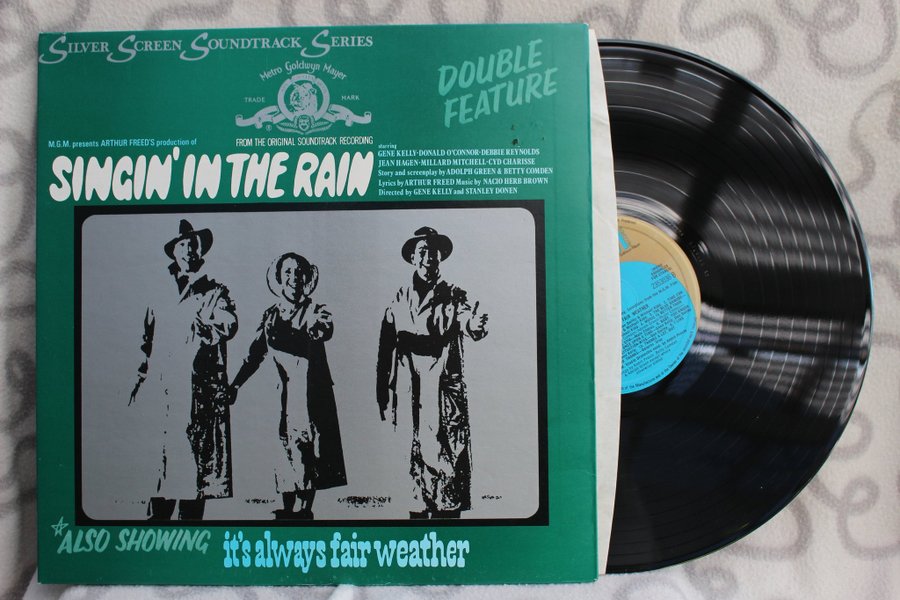 SILVER SCREEN SOUNDTRACK SERIES
Metro Goldwyn Mayer
TRADE MARK
DOUBLE
FEATURE
M.G.M. presents ARTHUR FREED'S production of
FROM THE ORIGINAL SOUNDTRACK RECORDING
SINGIN' IN THE RAIN
starring
GENE KELLY·DONALD O'CONNOR·DEBBIE REYNOLDS
JEAN HAGEN·MILLARD MITCHELL·CYD CHARISSE
Story and screenplay by ADOLPH GREEN & BETTY COMDEN
Lyrics by ARTHUR FREED Music by NACIO HERB BROWN
Directed by GENE KELLY and STANLEY DONEN
ALSO SHOWING
it's always fair weather
WEATHER